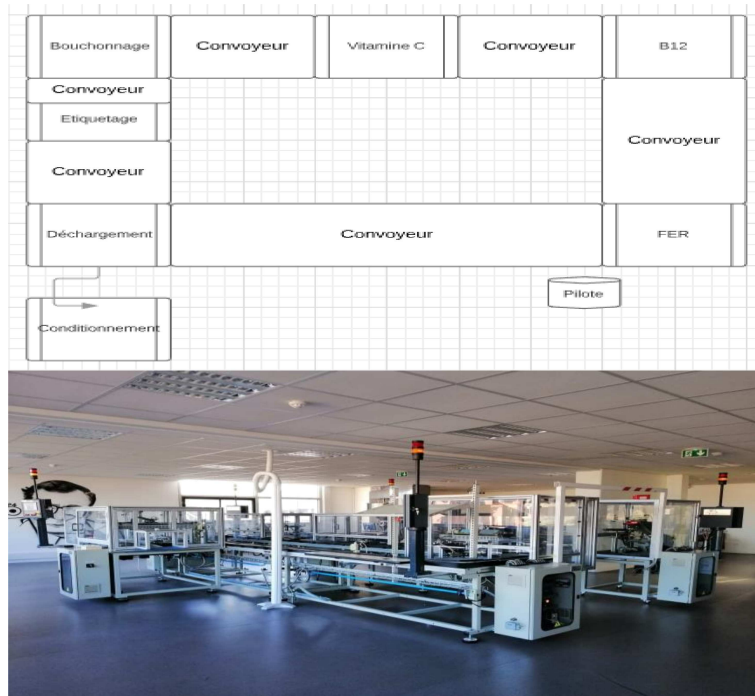 Bouchonnage
Convoyeur
Vitamine C
Convoyeur
B12
Convoyeur
Etiquetage
Convoyeur
Convoyeur
Déchargement
Convoyeur
FER
Pilote
Conditionnement